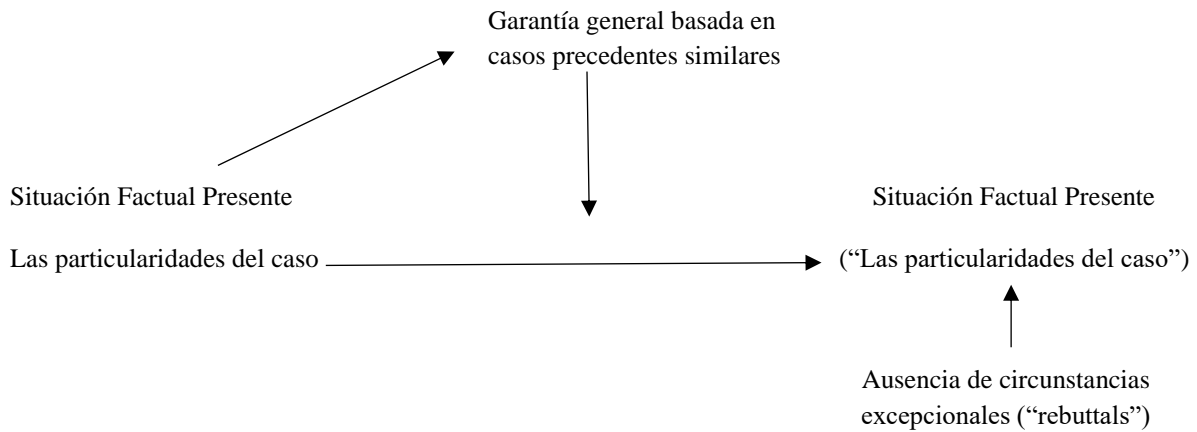 Garantía general basada en
casos precedentes similares
Situación Factual Presente
Situación Factual Presente
Las particularidades del caso
(“Las particularidades del caso”)
Ausencia de circunstancias
excepcionales (“rebuttals”)